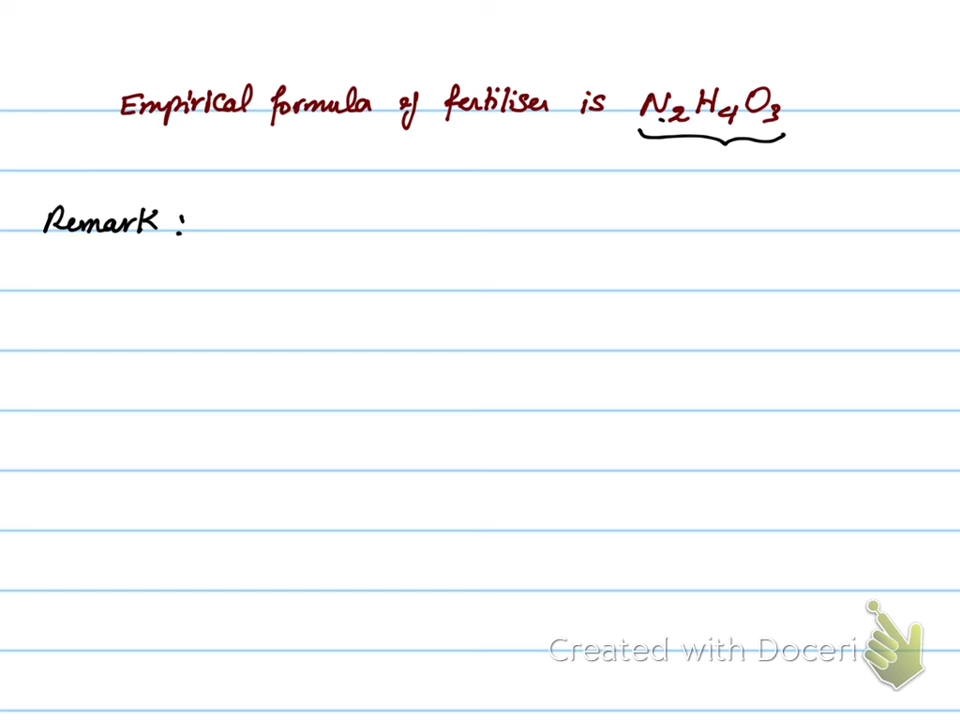 Empirical formula of fertiliser is N₂H₄O₃
Remark :
Created with Doceri